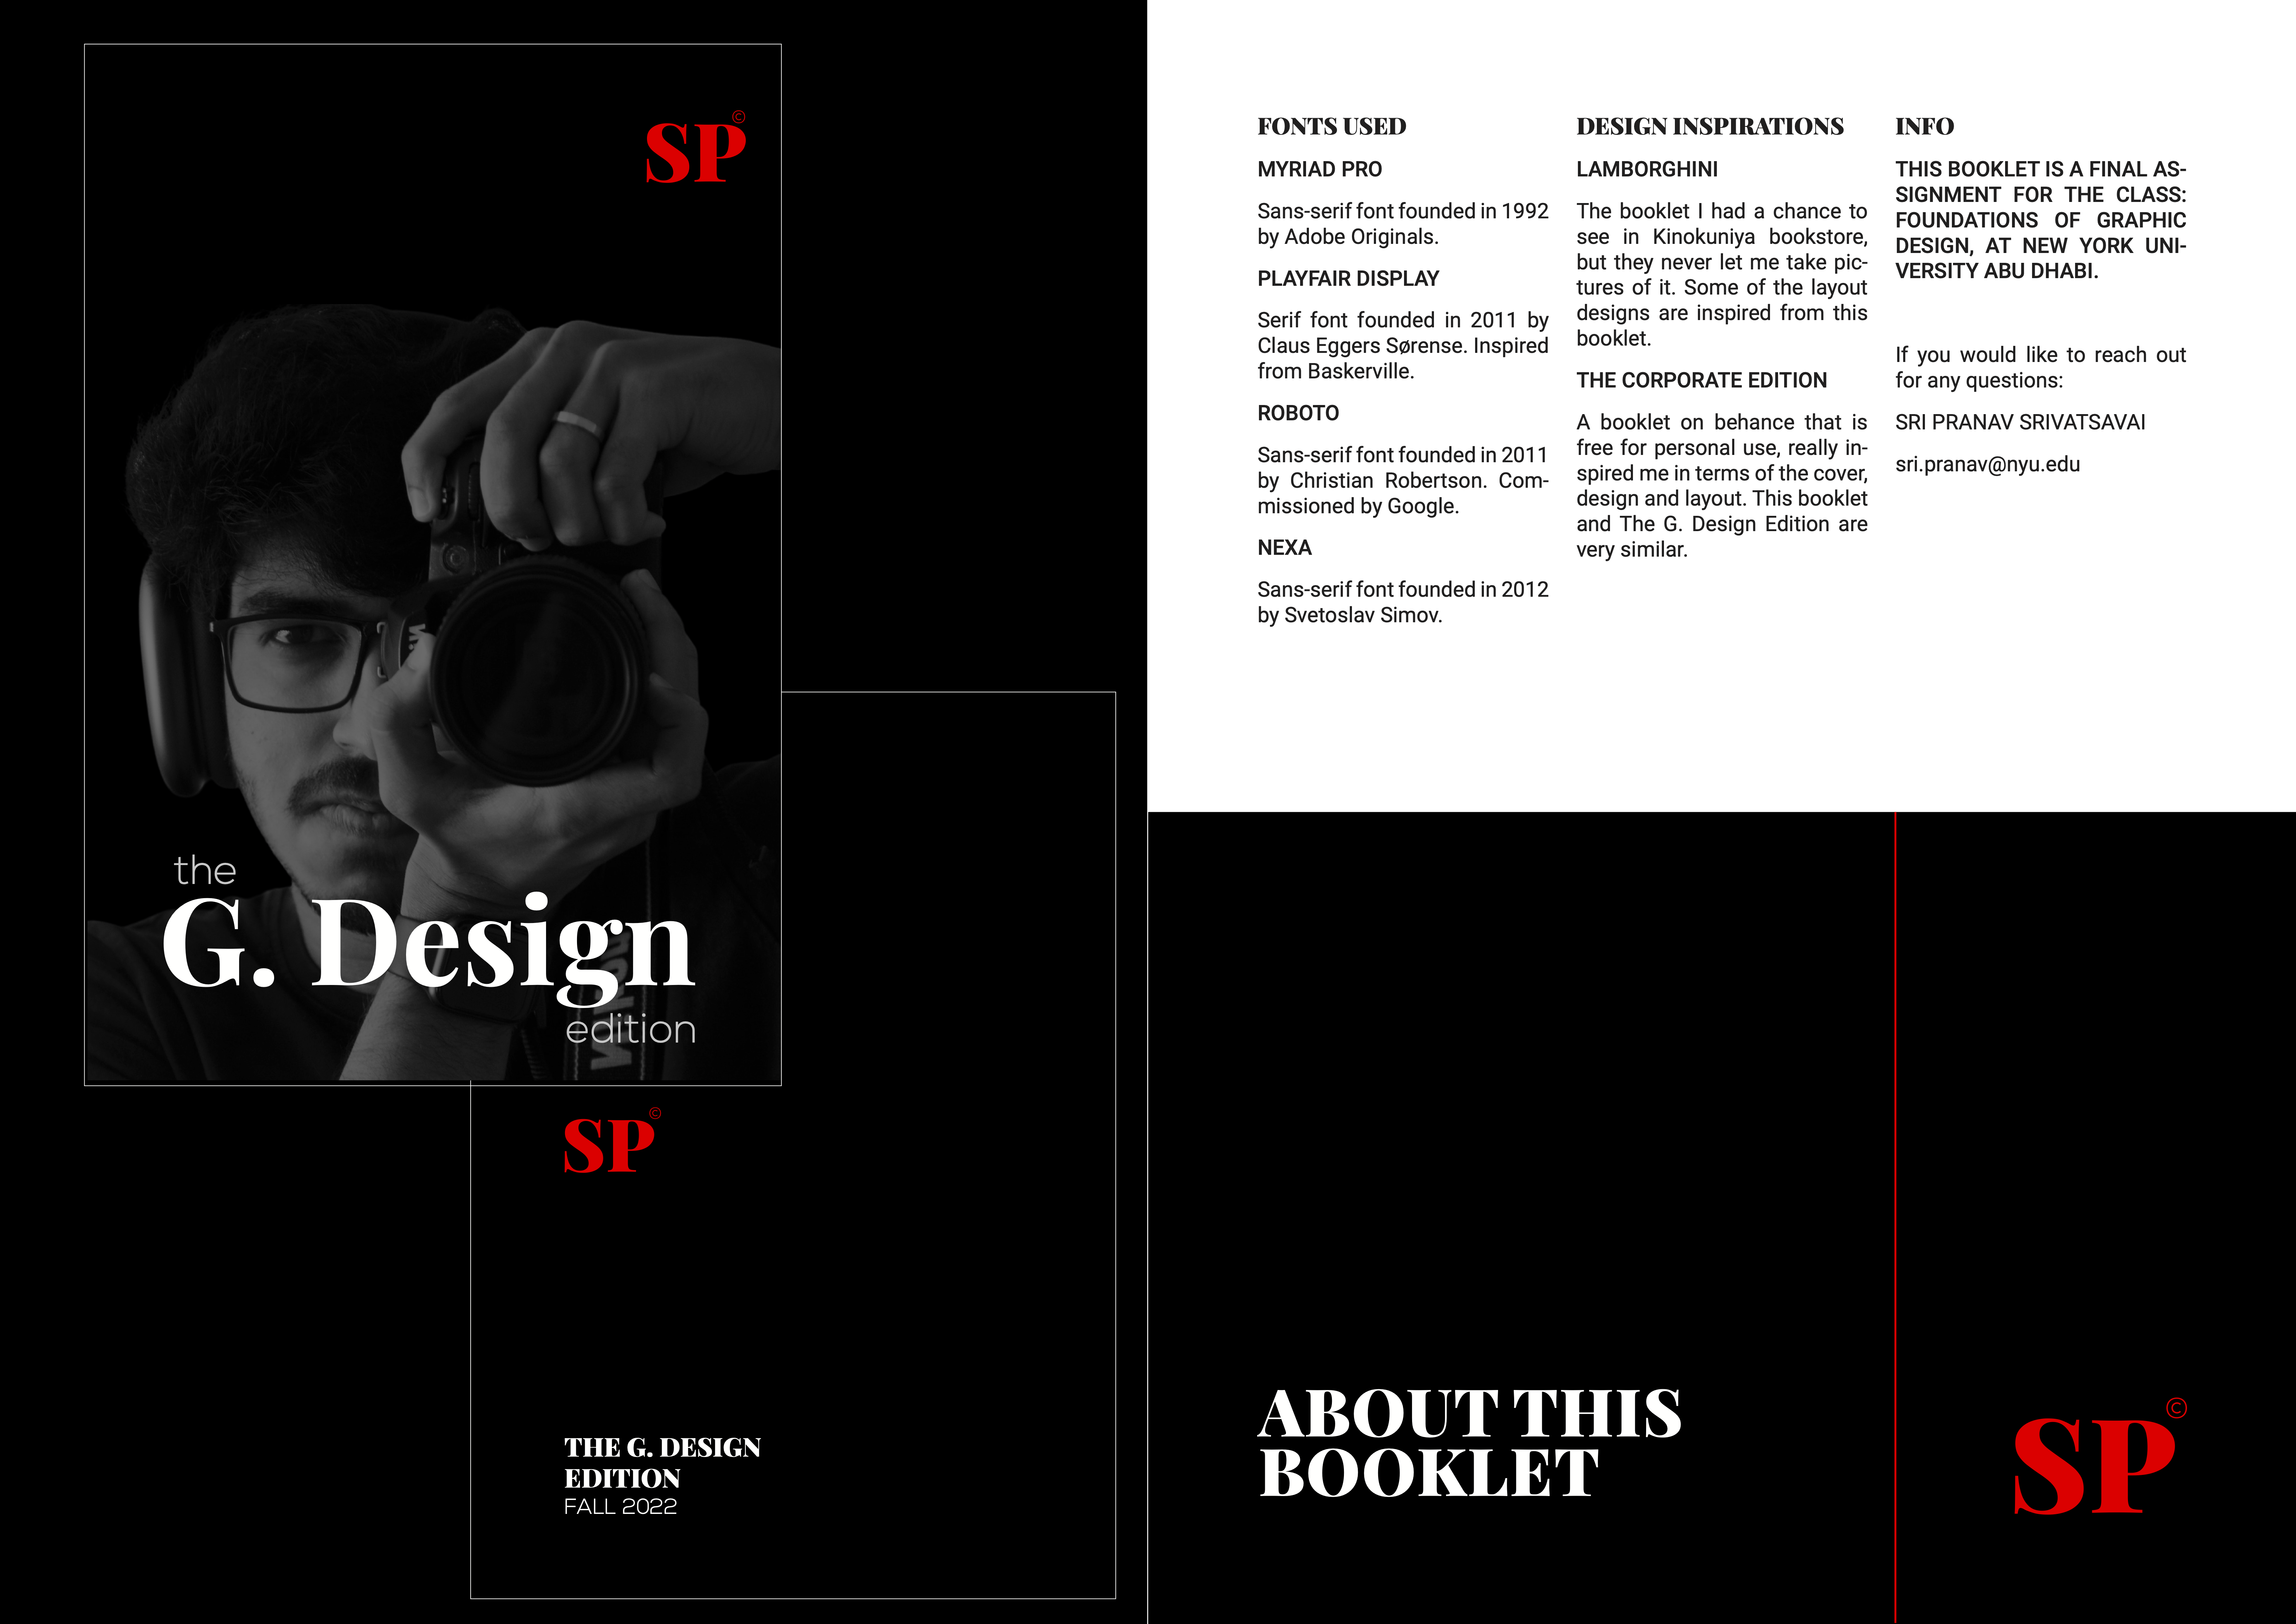 SP©
the
G. Design
edition
SP©
THE G. DESIGN
EDITION
FALL 2022
FONTS USED
MYRIAD PRO
Sans-serif font founded in 1992
by Adobe Originals.
PLAYFAIR DISPLAY
Serif font founded in 2011 by
Claus Eggers Sørense. Inspired
from Baskerville.
ROBOTO
Sans-serif font founded in 2011
by Christian Robertson. Com-
missioned by Google.
NEXA
Sans-serif font founded in 2012
by Svetoslav Simov.
DESIGN INSPIRATIONS
LAMBORGHINI
The booklet I had a chance to
see in Kinokuniya bookstore,
but they never let me take pic-
tures of it. Some of the layout
designs are inspired from this
booklet.
THE CORPORATE EDITION
A booklet on behance that is
free for personal use, really in-
spired me in terms of the cover,
design and layout. This booklet
and The G. Design Edition are
very similar.
INFO
THIS BOOKLET IS A FINAL AS-
SIGNMENT FOR THE CLASS:
FOUNDATIONS OF GRAPHIC
DESIGN, AT NEW YORK UNI-
VERSITY ABU DHABI.
If you would like to reach out
for any questions:
SRI PRANAV SRIVATSAVAI
sri.pranav@nyu.edu
ABOUT THIS
BOOKLET
SP©